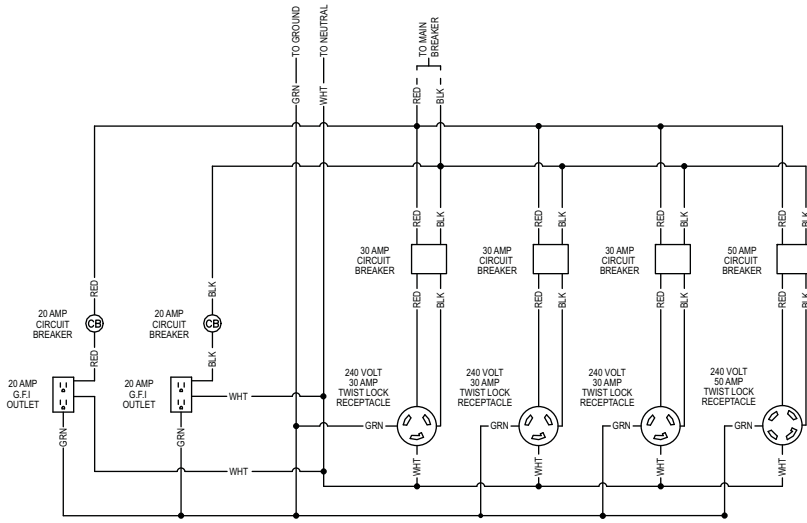 TO GROUND
TO NEUTRAL
TO MAIN
BREAKER
GRN
WHT
RED
BLK
RED
BLK
RED
BLK
RED
BLK
RED
BLK
30 AMP
CIRCUIT
BREAKER
30 AMP
CIRCUIT
BREAKER
30 AMP
CIRCUIT
BREAKER
50 AMP
CIRCUIT
BREAKER
RED
BLK
RED
BLK
RED
BLK
RED
BLK
RED
BLK
20 AMP
CIRCUIT
BREAKER
CB
20 AMP
CIRCUIT
BREAKER
CB
RED
BLK
20 AMP
G.F.I
OUTLET
20 AMP
G.F.I
OUTLET
240 VOLT
30 AMP
TWIST LOCK
RECEPTACLE
240 VOLT
30 AMP
TWIST LOCK
RECEPTACLE
240 VOLT
30 AMP
TWIST LOCK
RECEPTACLE
240 VOLT
50 AMP
TWIST LOCK
RECEPTACLE
WHT
GRN
GRN
GRN
GRN
GRN
GRN
WHT
WHT
WHT
WHT
WHT